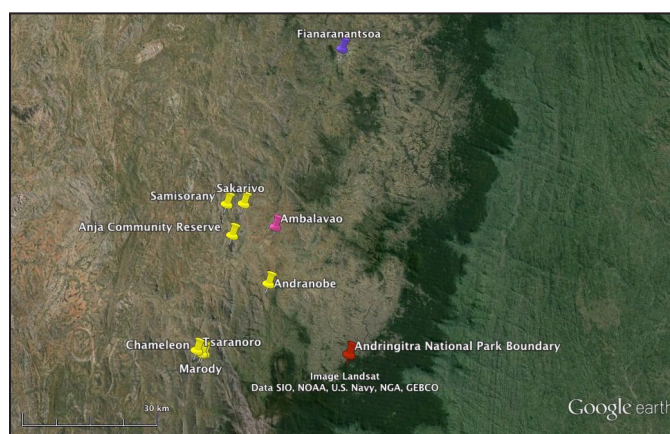 Fianaranantsoa
Sakarivo
Samisorany
Ambalavao
Anja Community Reserve
Andranobe
Chameleon
Tsaranoro
Andringitra National Park Boundary
Marody
Image Landsat
Data SIO, NOAA, U.S. Navy, NGA, GEBCO
30 km
Google earth